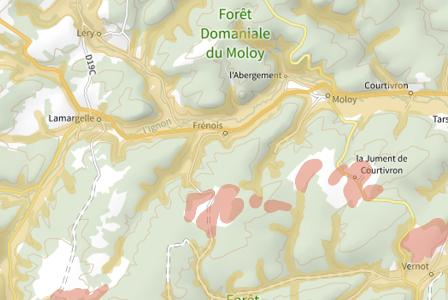 Forêt
Domaniale
du Moloy
Léry
D19C
l'Abergement
Courtivron
Moloy
Lamargelle
l'Ignon
Frénois
Tars
la Jument de
Courtivron
Vernot
Forêt